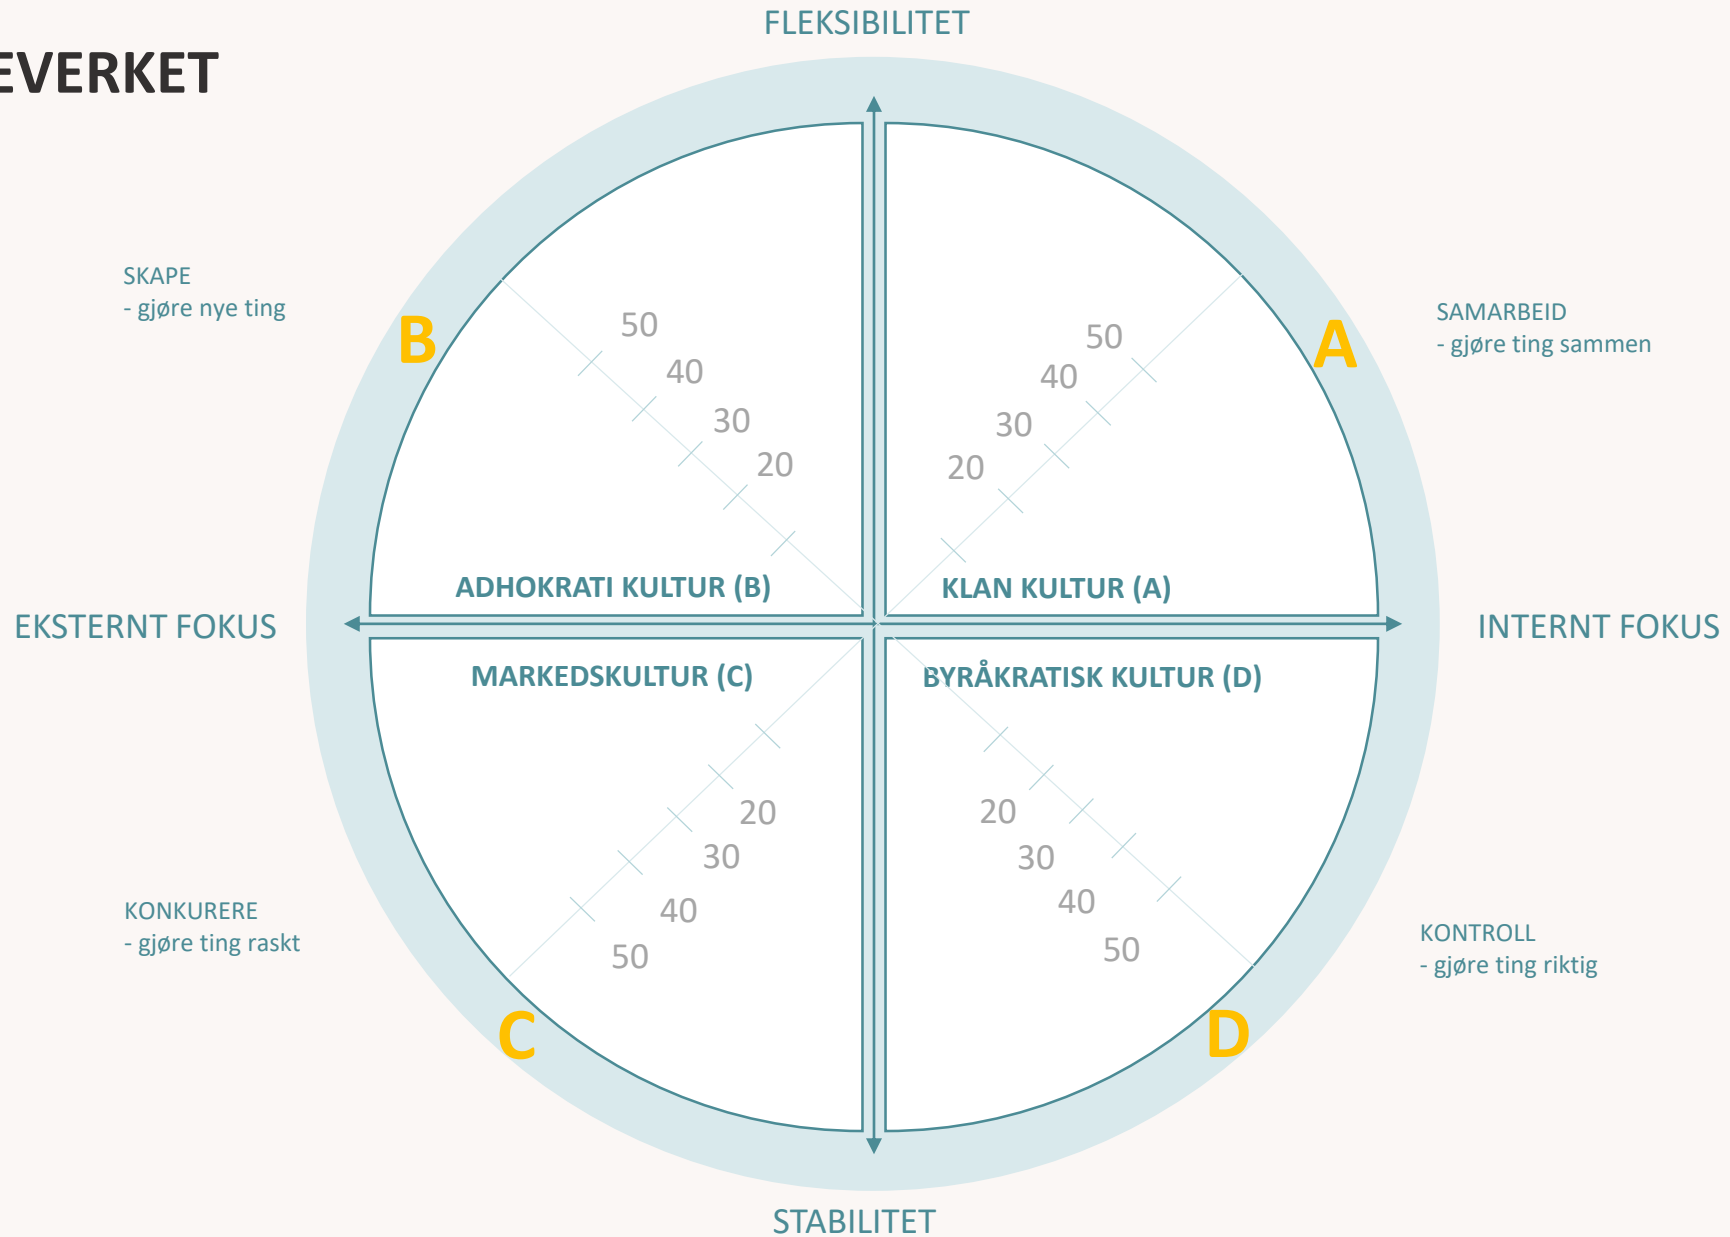 FLEKSIBILITET
EVERKET
SKAPE
- gjøre nye ting
B
50
40
30
20
ADHOKRATI KULTUR (B)
A
SAMARBEID
- gjøre ting sammen
50
40
30
20
KLAN KULTUR (A)
EKSTERNT FOKUS
INTERNT FOKUS
MARKEDSKULTUR (C)
20
30
40
50
KONKURERE
- gjøre ting raskt
C
BYRÅKRATISK KULTUR (D)
20
30
40
50
KONTROLL
- gjøre ting riktig
D
STABILITET